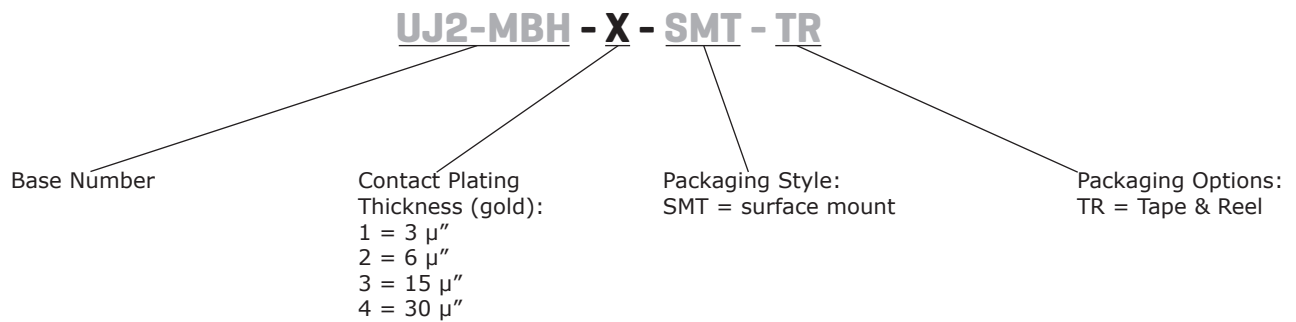 UJ2-MBH - X - SMT - TR
Base Number
Contact Plating
Thickness (gold):
1 = 3 µ"
2 = 6 µ"
3 = 15 µ"
4 = 30 µ"
Packaging Style:
SMT = surface mount
Packaging Options:
TR = Tape & Reel